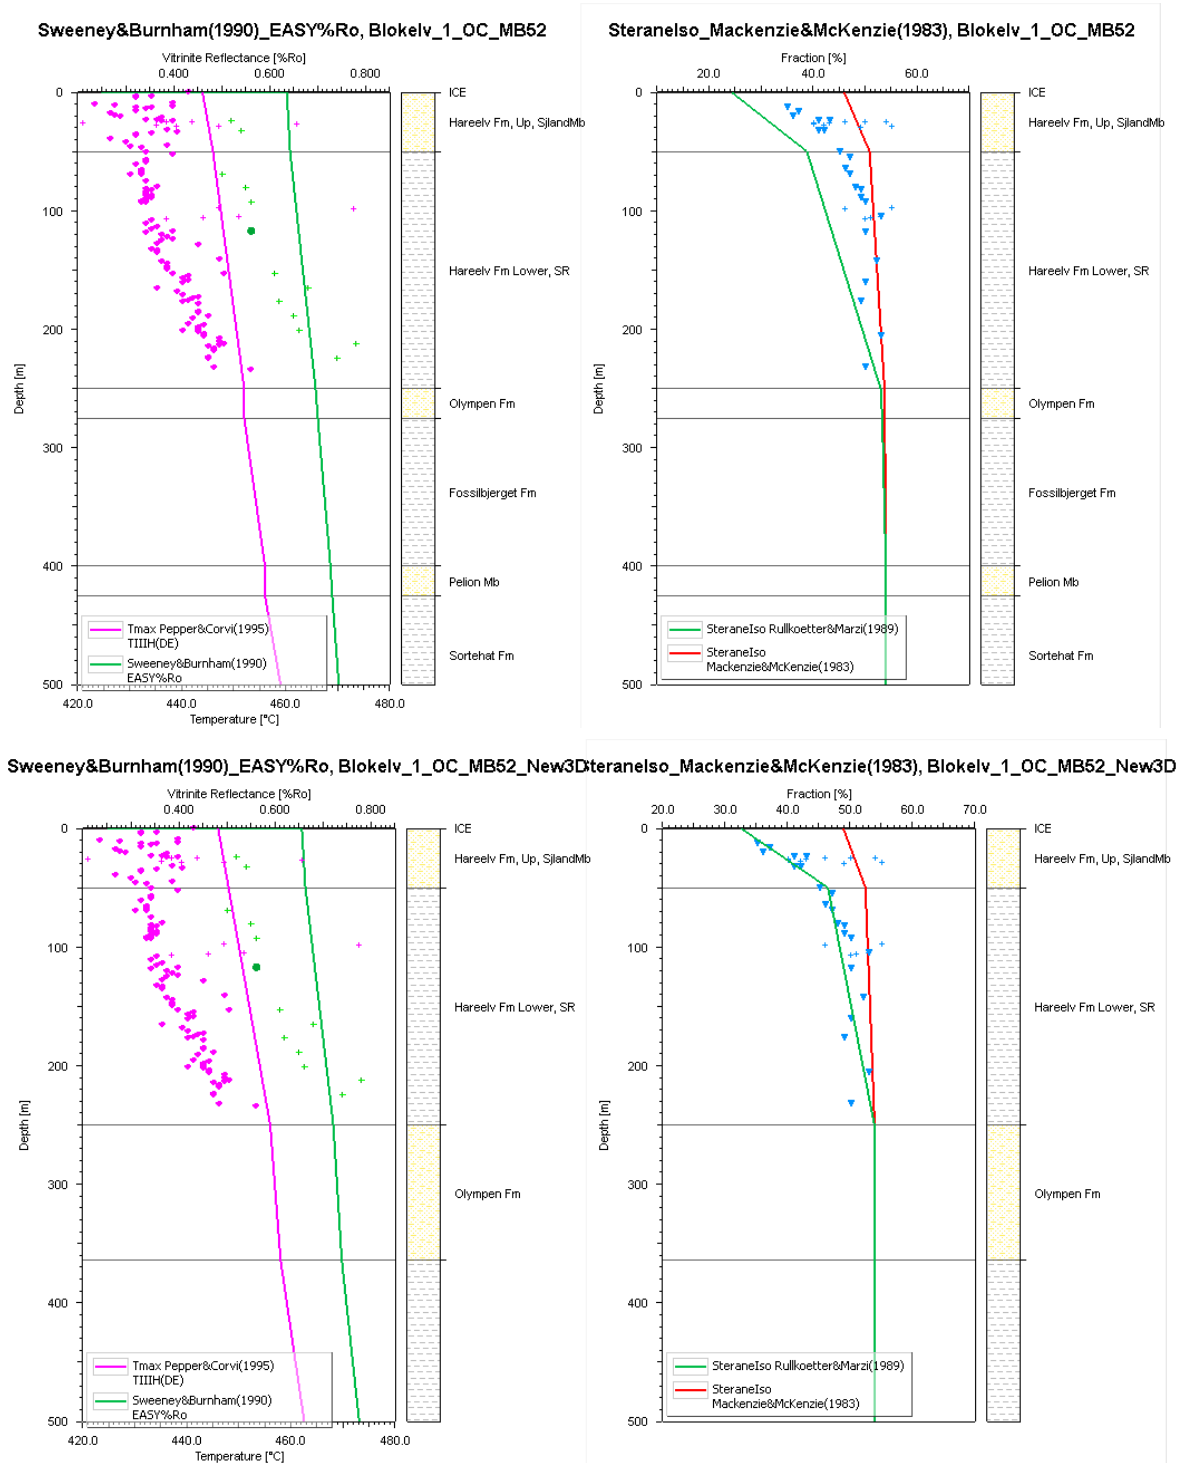 Sweeney&Burnham(1990)_EASY%Ro, Blokelv_1_OC_MB52
Vitrinite Reflectance [%Ro]
0.400 0.600 0.800
0
100
200
300
400
500
Depth [m]
ICE
Hareelv Fm, Up, SjlandMb
Hareelv Fm Lower, SR
Olympen Fm
Fossilbjerget Fm
Pelion Mb
Sortehat Fm
Tmax Pepper&Corvi(1995)
TIIIH(DE)
Sweeney&Burnham(1990)
EASY%Ro
420.0 440.0 460.0 480.0
Temperature [°C]
SteraneIso_Mackenzie&McKenzie(1983), Blokelv_1_OC_MB52
Fraction [%]
20.0 40.0 60.0
0
100
200
300
400
500
Depth [m]
ICE
Hareelv Fm, Up, SjlandMb
Hareelv Fm Lower, SR
Olympen Fm
Fossilbjerget Fm
Pelion Mb
Sortehat Fm
SteraneIso Rullkoetter&Marzi(1989)
SteraneIso
Mackenzie&McKenzie(1983)
Sweeney&Burnham(1990)_EASY%Ro, Blokelv_1_OC_MB52_New3D
Vitrinite Reflectance [%Ro]
0.400 0.600 0.800
0
100
200
300
400
500
Depth [m]
ICE
Hareelv Fm, Up, SjlandMb
Hareelv Fm Lower, SR
Olympen Fm
Tmax Pepper&Corvi(1995)
TIIIH(DE)
Sweeney&Burnham(1990)
EASY%Ro
420.0 440.0 460.0 480.0
Temperature [°C]
teraneIso_Mackenzie&McKenzie(1983), Blokelv_1_OC_MB52_New3D
Fraction [%]
20.0 30.0 40.0 50.0 60.0 70.0
0
100
200
300
400
500
Depth [m]
ICE
Hareelv Fm, Up, SjlandMb
Hareelv Fm Lower, SR
Olympen Fm
SteraneIso Rullkoetter&Marzi(1989)
SteraneIso
Mackenzie&McKenzie(1983)